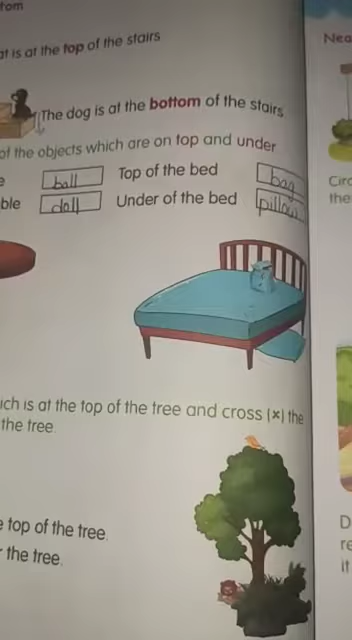 tom
at is at the top of the stairs
The dog is at the bottom of the stairs
of the objects which are on top and under
ball Top of the bed bag
ble doll Under of the bed pillow
ich is at the top of the tree and cross (×) the
the tree.
top of the tree.
the tree.
Nea
Circ
the
D
re
it